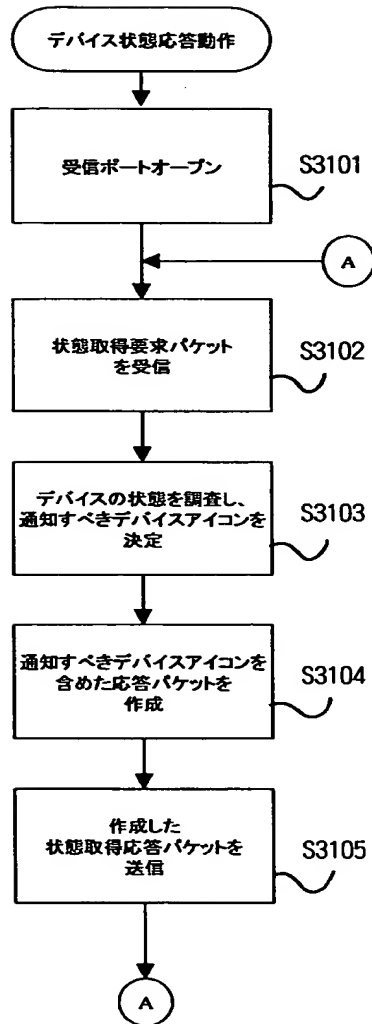 デバイス状態応答動作
受信ポートオープン
S3101
A
状態取得要求パケット
を受信
S3102
デバイスの状態を調査し、
通知すべきデバイスアイコンを
決定
S3103
通知すべきデバイスアイコンを
含めた応答パケットを
作成
S3104
作成した
状態取得応答パケットを
送信
S3105
A